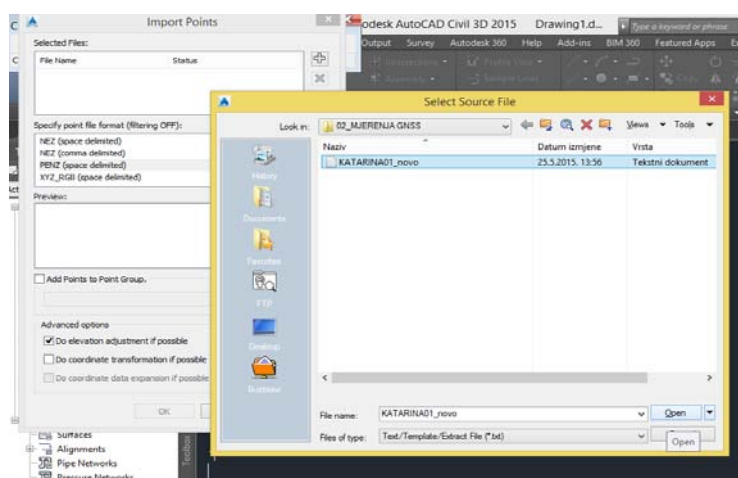 Import Points
Autodesk AutoCAD Civil 3D 2015 Drawing1.d...
Type a keyword or phrase
Output Survey Autodesk 360 Help Add-ins BIM 360 Featured Apps
Selected Files:
File Name Status
Specify point file format (filtering OFF):
NEZ (space delimited)
NEZ (comma delimited)
PENZ (space delimited)
XYZ_RGB (space delimited)
Preview:
Add Points to Point Group.
Advanced options
Do elevation adjustment if possible
Do coordinate transformation if possible
Do coordinate data expansion if possible
OK
Select Source File
Look in: 02_MJERENJA GNSS Views Tools
Naziv Datum izmjene Vrsta
KATARINA01_novo 25.5.2015. 13:56 Tekstni dokument
History
Documents
Favorites
FTP
Desktop
Buzzsaw
File name: KATARINA01_novo Open
Files of type: Text/Template/Extract File (*.txt)
Open
Surfaces
Alignments
Pipe Networks
Pressure Networks
Toolbox